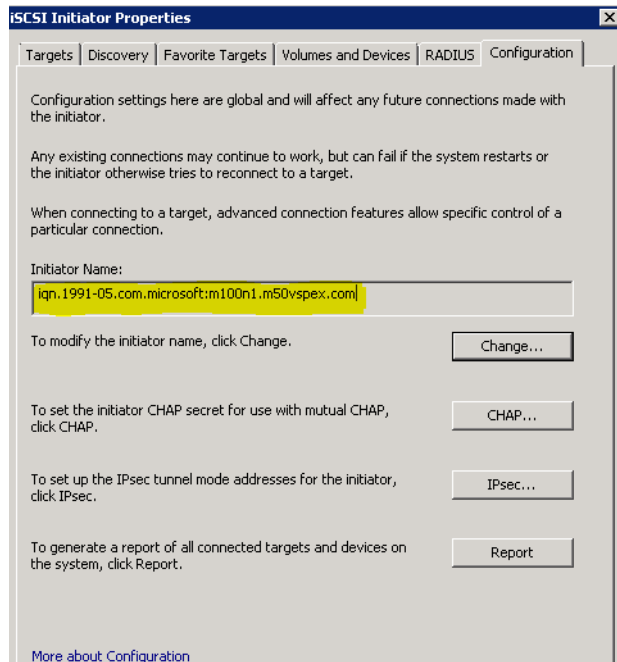 iSCSI Initiator Properties
Targets Discovery Favorite Targets Volumes and Devices RADIUS Configuration
Configuration settings here are global and will affect any future connections made with
the initiator.
Any existing connections may continue to work, but can fail if the system restarts or
the initiator otherwise tries to reconnect to a target.
When connecting to a target, advanced connection features allow specific control of a
particular connection.
Initiator Name:
iqn.1991-05.com.microsoft:m100n1.m50vspex.com
To modify the initiator name, click Change.
Change...
To set the initiator CHAP secret for use with mutual CHAP,
click CHAP.
CHAP...
To set up the IPsec tunnel mode addresses for the initiator,
click IPsec.
IPsec...
To generate a report of all connected targets and devices on
the system, click Report.
Report
More about Configuration